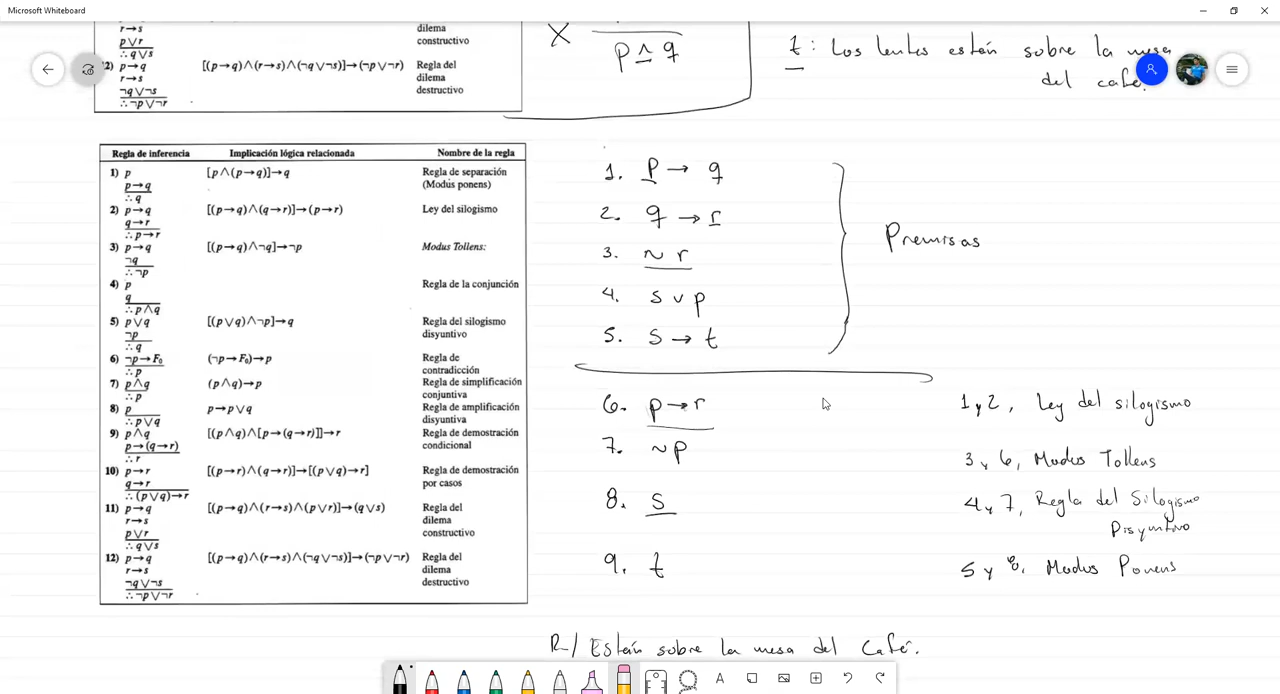 Microsoft Whiteboard
r→s
p∨r
∴q∨s
dilema
constructivo
2) p→q
r→s
¬q∨¬s
∴¬p∨¬r
[(p→q)∧(r→s)∧(¬q∨¬s)]→(¬p∨¬r)
Regla del
dilema
destructivo
X
p ∧ q
t : Los lentes están sobre la mesa
del café.
Regla de inferencia Implicación lógica relacionada Nombre de la regla
1) p [p∧(p→q)]→q Regla de separación
p→q (Modus ponens)
∴q
2) p→q [(p→q)∧(q→r)]→(p→r) Ley del silogismo
q→r
∴p→r
3) p→q [(p→q)∧¬q]→¬p Modus Tollens:
¬q
∴¬p
4) p Regla de la conjunción
q
∴p∧q
5) p∨q [(p∨q)∧¬p]→q Regla del silogismo
¬p disyuntivo
∴q
6) ¬p→F₀ (¬p→F₀)→p Regla de
∴p contradicción
7) p∧q (p∧q)→p Regla de simplificación
∴p conjuntiva
8) p p→p∨q Regla de amplificación
∴p∨q disyuntiva
9) p∧q [(p∧q)∧[p→(q→r)]]→r Regla de demostración
p→(q→r) condicional
∴r
10) p→r [(p→r)∧(q→r)]→[(p∨q)→r] Regla de demostración
q→r por casos
∴(p∨q)→r
11) p→q [(p→q)∧(r→s)∧(p∨r)]→(q∨s) Regla del
r→s dilema
p∨r constructivo
∴q∨s
12) p→q [(p→q)∧(r→s)∧(¬q∨¬s)]→(¬p∨¬r) Regla del
r→s dilema
¬q∨¬s destructivo
∴¬p∨¬r
1. p → q
2. q → r
3. ~ r
4. s ∨ p
5. s → t
Premisas
6. p → r 1 y 2, Ley del silogismo
7. ~p 3 y 6, Modus Tollens
8. s 4 y 7, Regla del Silogismo
Disyuntivo
9. t 5 y 8, Modus Ponens
R/ Están sobre la mesa del Café.
A